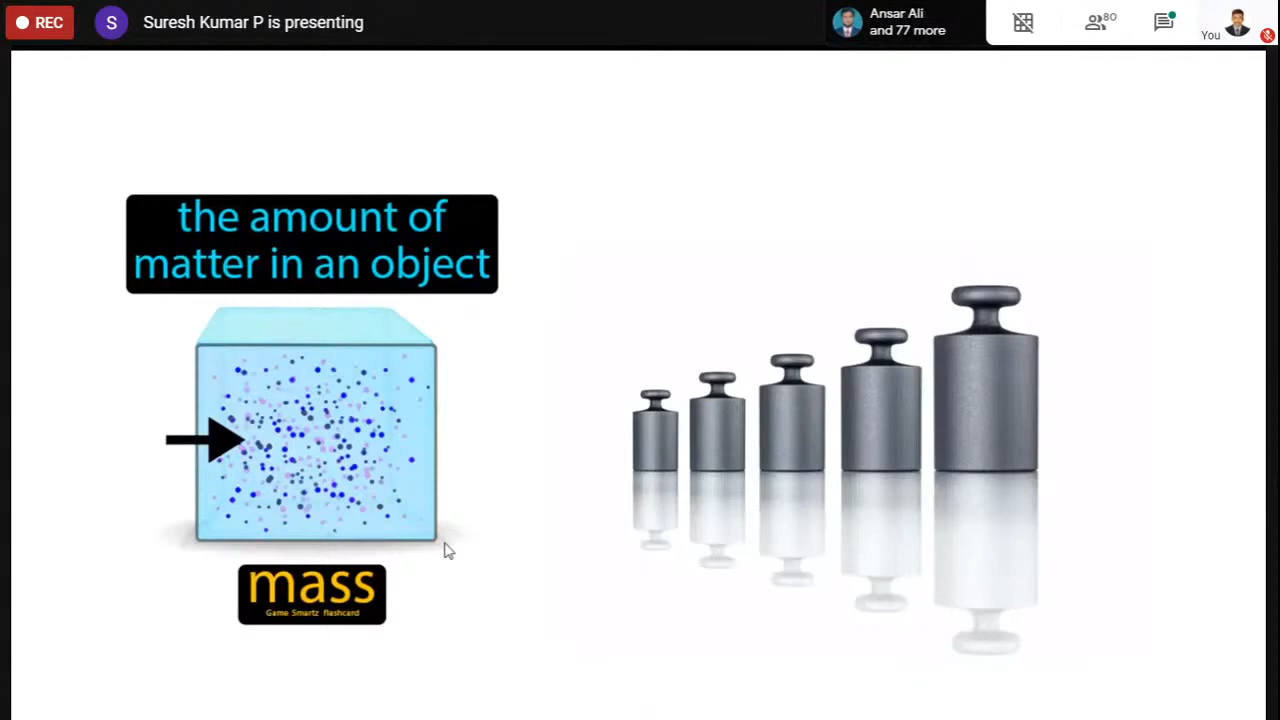 REC
S
Suresh Kumar P is presenting
Ansar Ali
and 77 more
80
You
the amount of
matter in an object
mass
Game Smartz flashcard